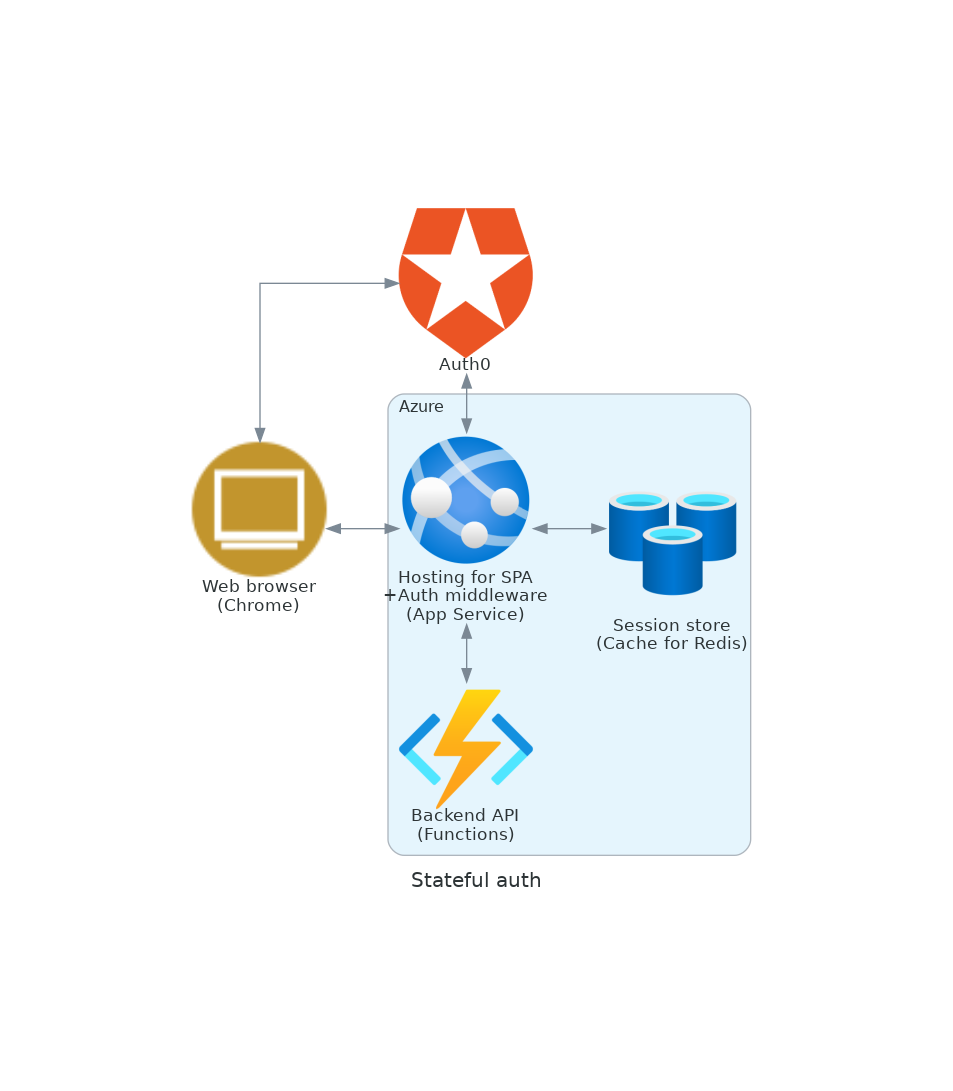 Auth0
Azure
Web browser
(Chrome)
Hosting for SPA
+Auth middleware
(App Service)
Session store
(Cache for Redis)
Backend API
(Functions)
Stateful auth